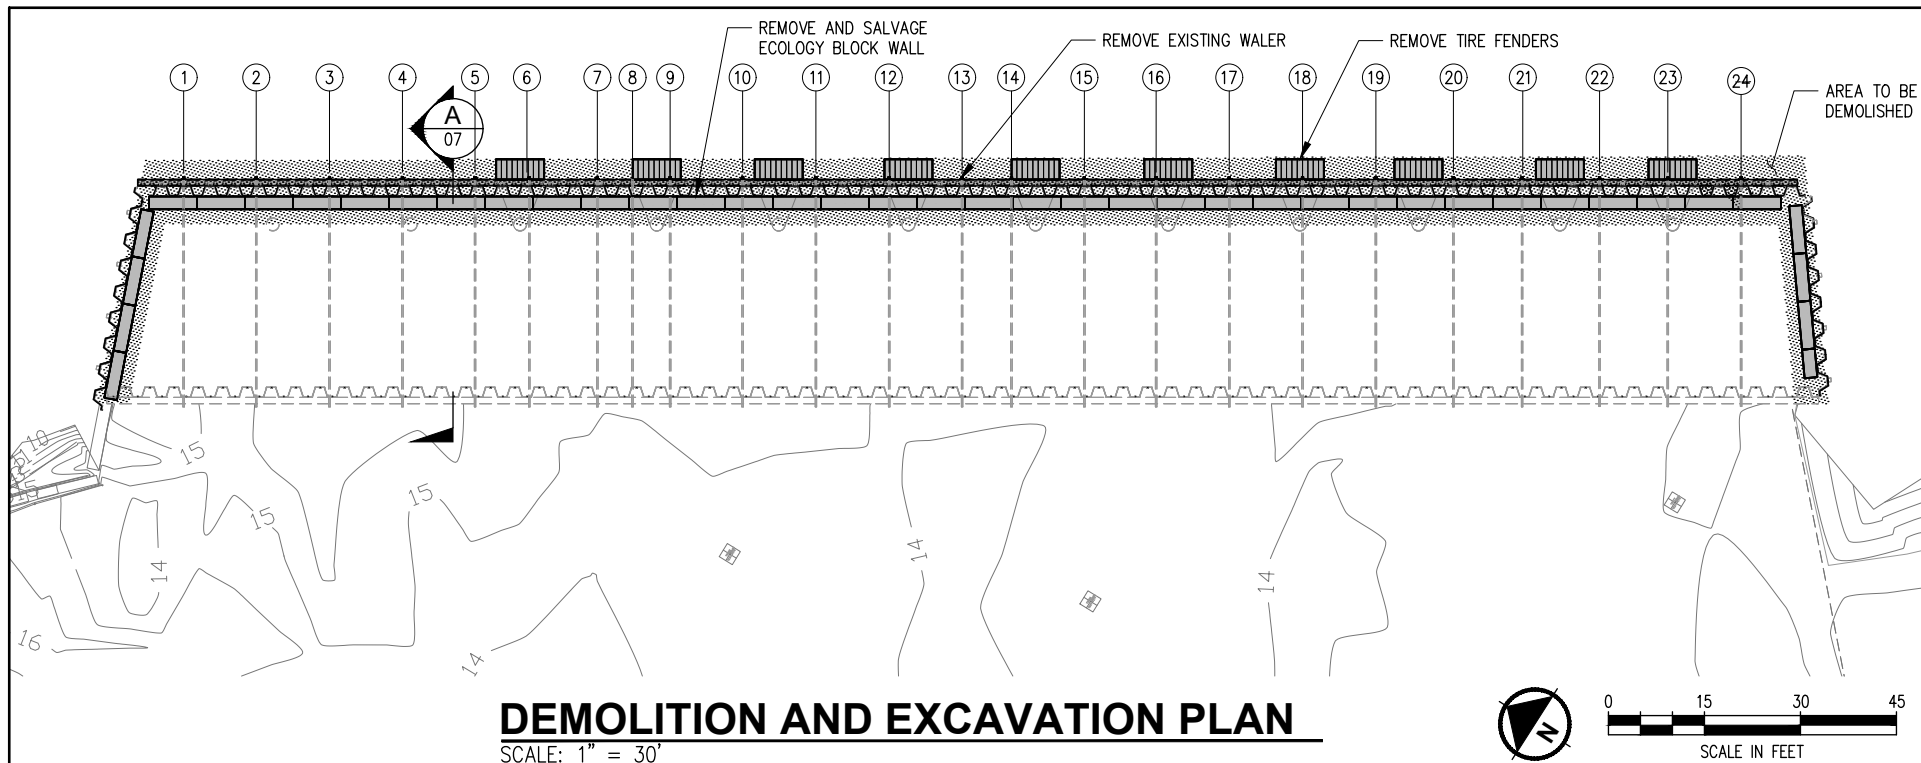 REMOVE AND SALVAGE
ECOLOGY BLOCK WALL
REMOVE EXISTING WALER
REMOVE TIRE FENDERS
AREA TO BE
DEMOLISHED
1 2 3 4 5 6 7 8 9 10 11 12 13 14 15 16 17 18 19 20 21 22 23 24
A
07
10
15
15
15
15
14
14
14
14
16
DEMOLITION AND EXCAVATION PLAN
SCALE: 1" = 30'
N
0 15 30 45
SCALE IN FEET